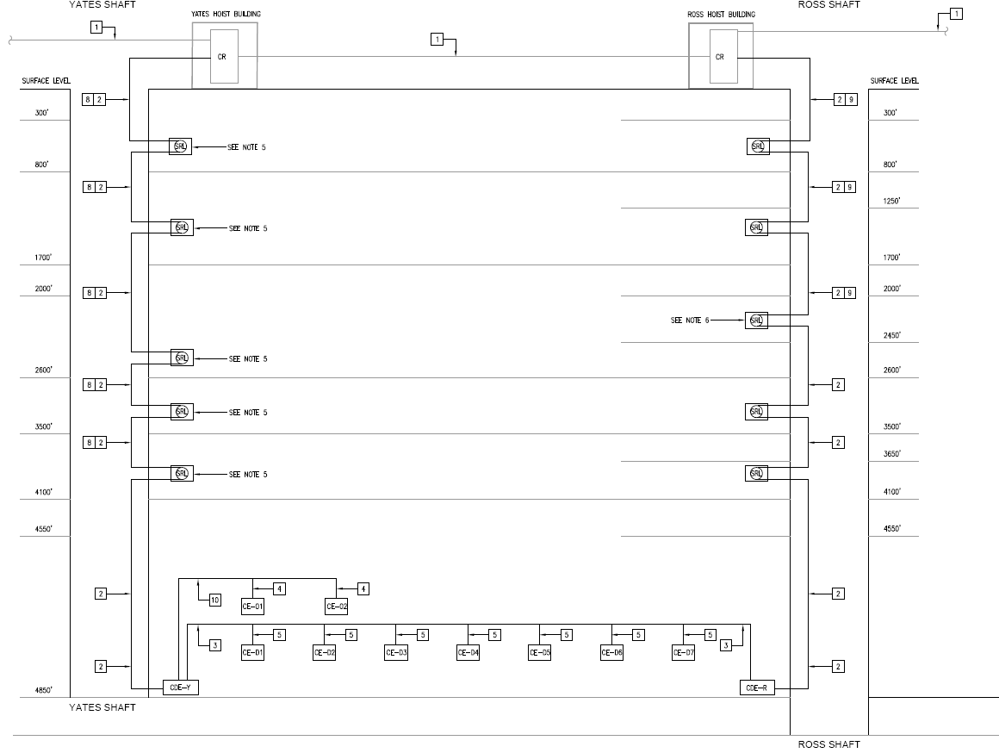 YATES SHAFT
ROSS SHAFT
YATES HOIST BUILDING
ROSS HOIST BUILDING
1
1
1
CR
CR
SURFACE LEVEL
SURFACE LEVEL
8 2
2 9
300'
300'
SRL
SEE NOTE 5
SRL
800'
800'
8 2
2 9
1250'
SRL
SEE NOTE 5
SRL
1700'
1700'
2000'
2000'
8 2
2 9
SEE NOTE 6
SRL
2450'
SRL
SEE NOTE 5
2600'
2600'
8 2
2
SRL
SEE NOTE 5
SRL
3500'
3500'
8 2
2
3650'
SRL
SEE NOTE 5
SRL
4100'
4100'
4550'
4550'
2
10
4
4
2
CE-01
CE-02
3
5
5
5
5
5
5
5
3
CE-D1
CE-D2
CE-D3
CE-D4
CE-D5
CE-D6
CE-D7
2
2
4850'
CDE-Y
CDE-R
YATES SHAFT
ROSS SHAFT